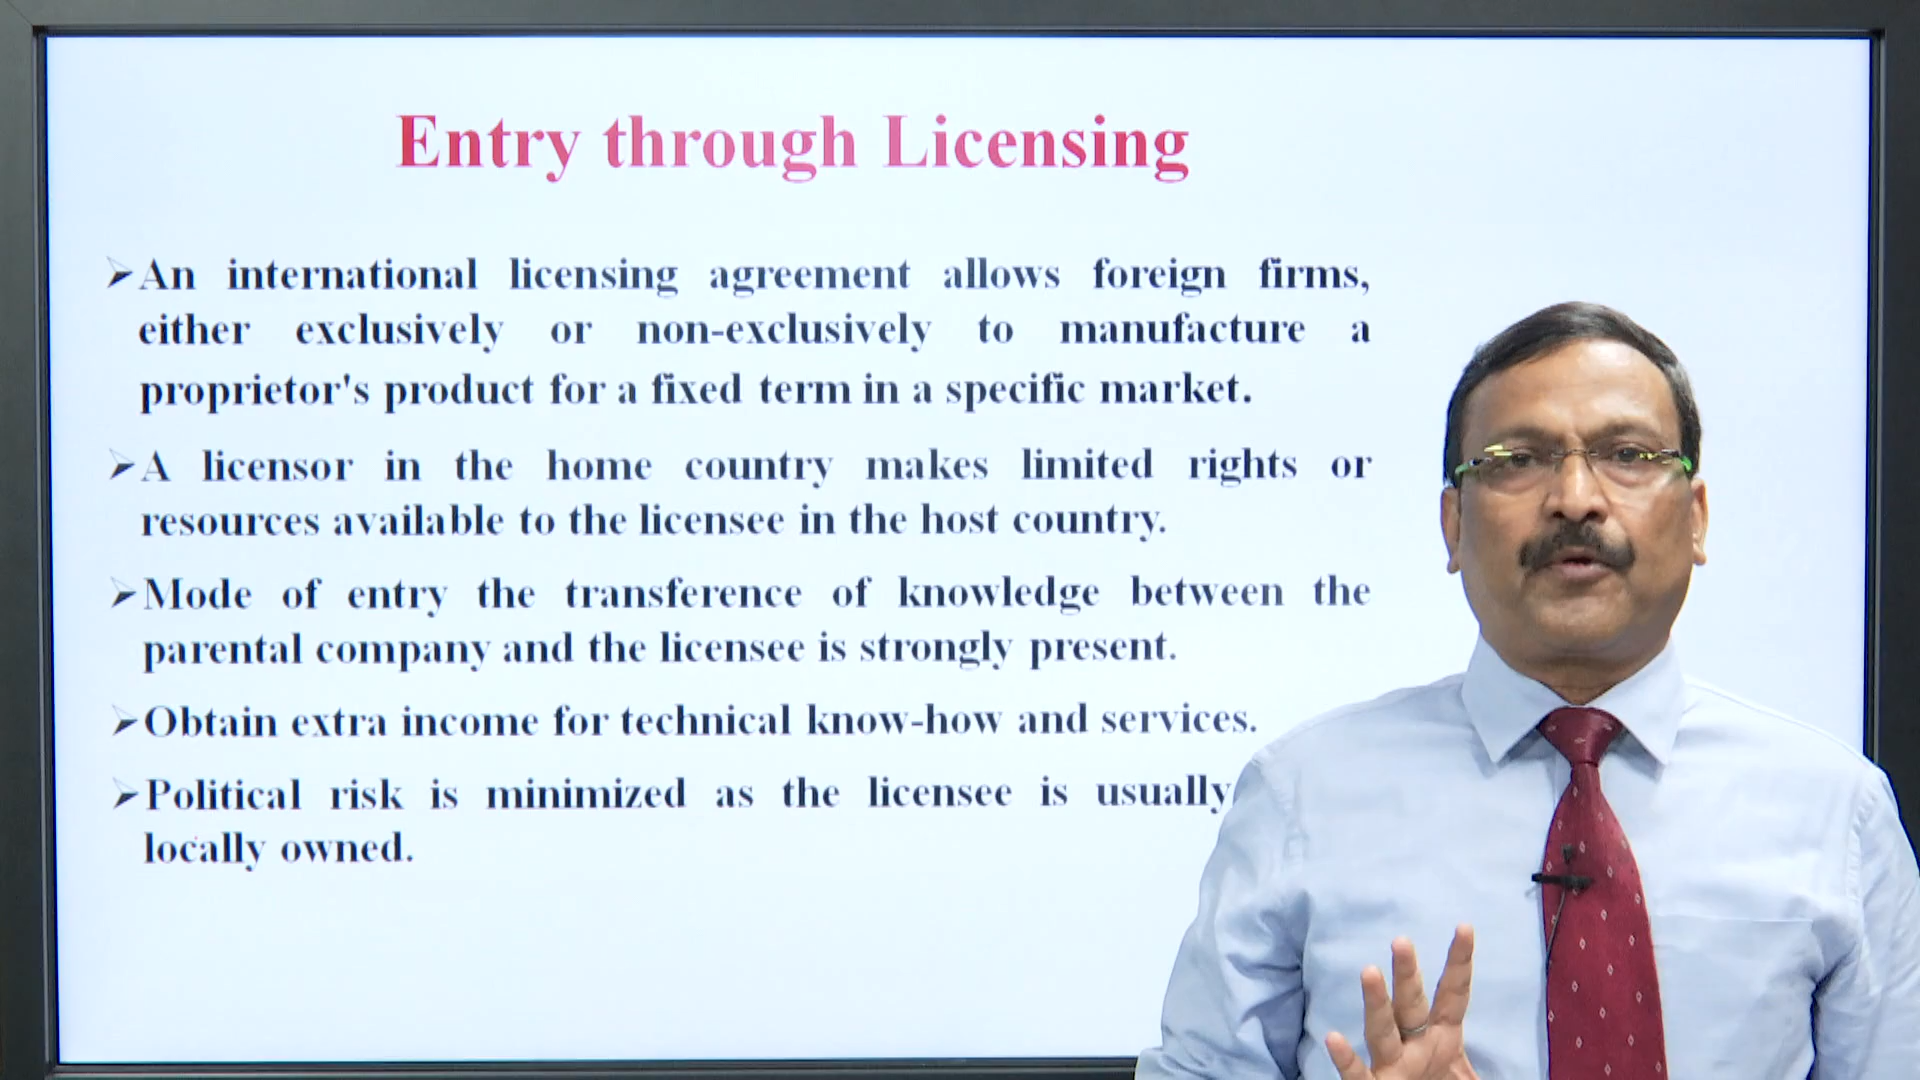 Entry through Licensing
➢An international licensing agreement allows foreign firms,
either exclusively or non-exclusively to manufacture a
proprietor's product for a fixed term in a specific market.
➢A licensor in the home country makes limited rights or
resources available to the licensee in the host country.
➢Mode of entry the transference of knowledge between the
parental company and the licensee is strongly present.
➢Obtain extra income for technical know-how and services.
➢Political risk is minimized as the licensee is usually
locally owned.